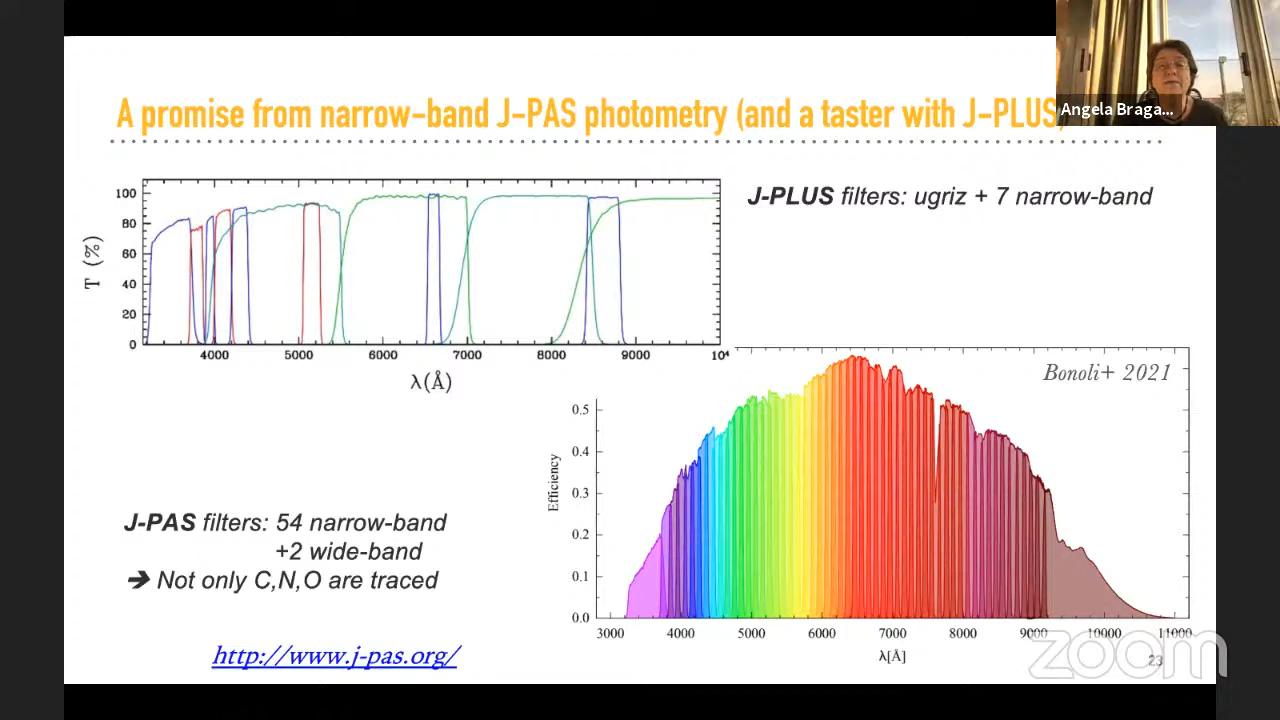 A promise from narrow-band J-PAS photometry (and a taster with J-PLUS)
Angela Braga...
J-PLUS filters: ugriz + 7 narrow-band
T (%)
100
80
60
40
20
0
4000 5000 6000 7000 8000 9000 10⁴
λ(Å)
Bonoli+ 2021
Efficiency
0.5
0.4
0.3
0.2
0.1
0.0
3000 4000 5000 6000 7000 8000 9000 10000 11000
λ[Å]
J-PAS filters: 54 narrow-band
+2 wide-band
➔ Not only C,N,O are traced
http://www.j-pas.org/
zoom
23